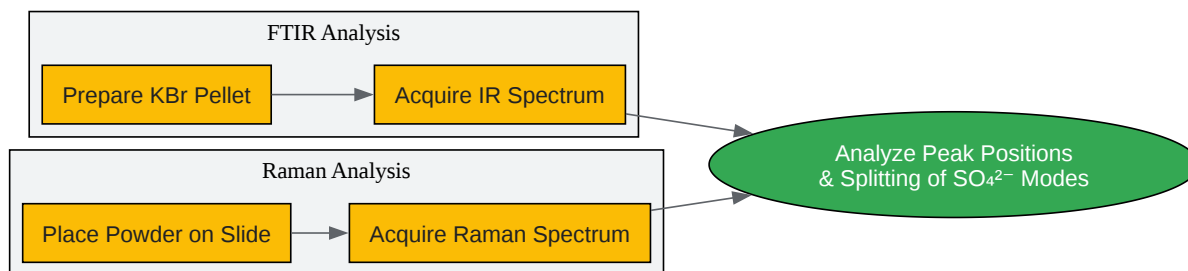 FTIR Analysis
Prepare KBr Pellet
Acquire IR Spectrum
Raman Analysis
Place Powder on Slide
Acquire Raman Spectrum
Analyze Peak Positions
& Splitting of SO₄²⁻ Modes